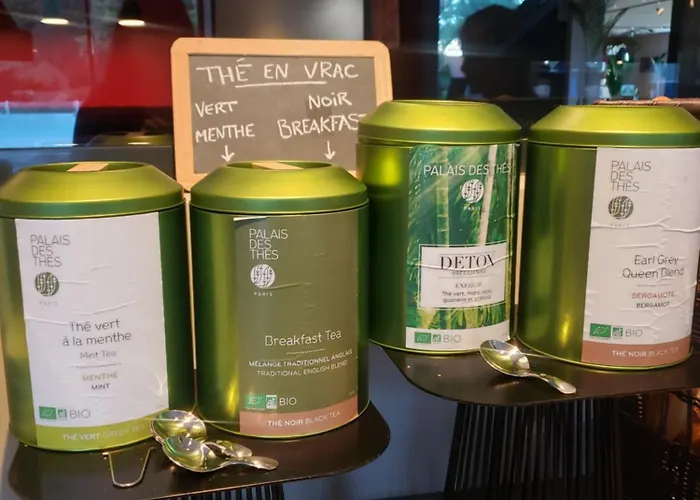 THÉ EN VRAC
VERT
MENTHE
NOIR
BREAKFAST
PALAIS
DES
THÉS
PARIS
Thé vert
à la menthe
Mint Tea
MENTHE
MINT
BIO
THÉ VERT GREEN TEA
PALAIS
DES
THÉS
PARIS
Breakfast Tea
MÉLANGE TRADITIONNEL ANGLAIS
TRADITIONAL ENGLISH BLEND
BIO
THÉ NOIR BLACK TEA
PALAIS DES THÉS
PARIS
DETOX
Thé vert, maté,
BIO
PALAIS
DES
THÉS
PARIS
Earl Grey
Queen Blend
BERGAMOTE
BERGAMOT
BIO
THÉ NOIR BLACK TEA